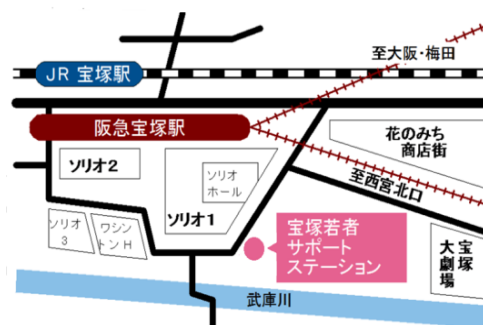 至大阪・梅田
JR 宝塚駅
阪急宝塚駅
花のみち
商店街
ソリオ2
ソリオ
ホール
至西宮北口
ソリオ1
ソリオ
3
ワシン
トンH
宝塚若者
サポート
ステーション
宝塚
大劇場
武庫川